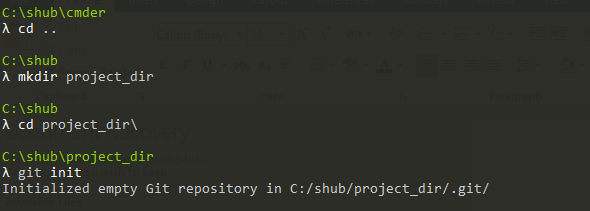 C:\shub\cmder
λ cd ..
C:\shub
λ mkdir project_dir
C:\shub
λ cd project_dir\
C:\shub\project_dir
λ git init
Initialized empty Git repository in C:/shub/project_dir/.git/